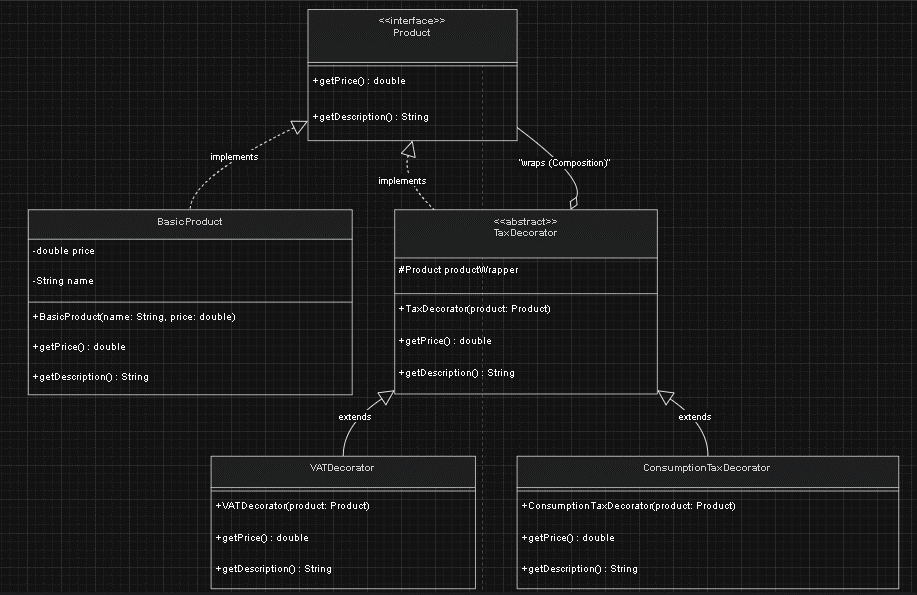 <<interface>>
Product
+getPrice() : double
+getDescription() : String
implements
"wraps (Composition)"
implements
BasicProduct
-double price
-String name
+BasicProduct(name: String, price: double)
+getPrice() : double
+getDescription() : String
<<abstract>>
TaxDecorator
#Product productWrapper
+TaxDecorator(product: Product)
+getPrice() : double
+getDescription() : String
extends
extends
VATDecorator
+VATDecorator(product: Product)
+getPrice() : double
+getDescription() : String
ConsumptionTaxDecorator
+ConsumptionTaxDecorator(product: Product)
+getPrice() : double
+getDescription() : String